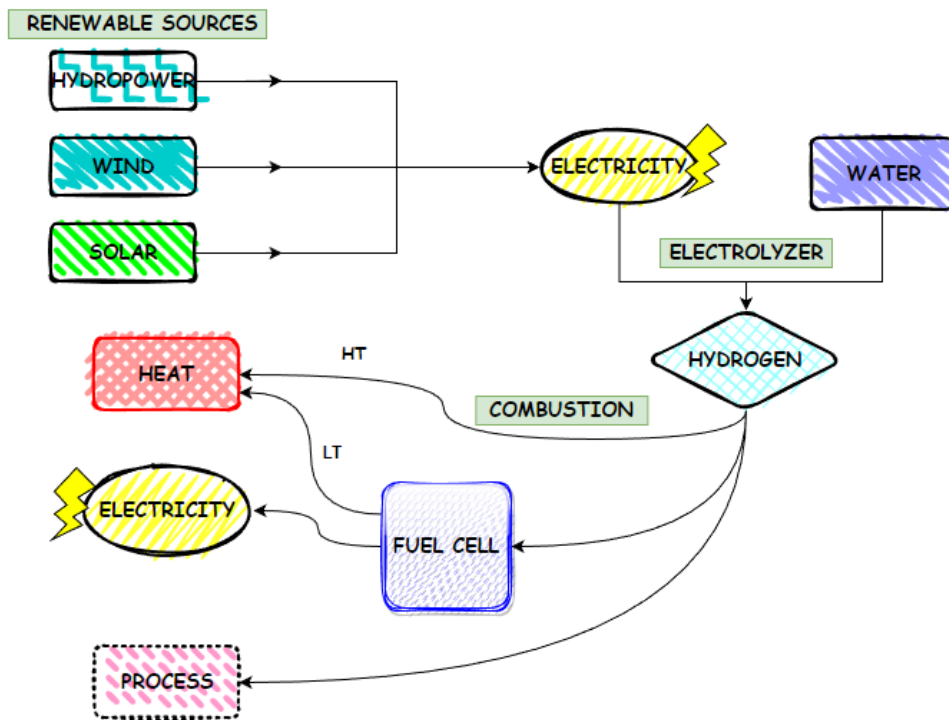 RENEWABLE SOURCES
HYDROPOWER
WIND
SOLAR
ELECTRICITY
WATER
ELECTROLYZER
HYDROGEN
HEAT
HT
COMBUSTION
LT
ELECTRICITY
FUEL CELL
PROCESS